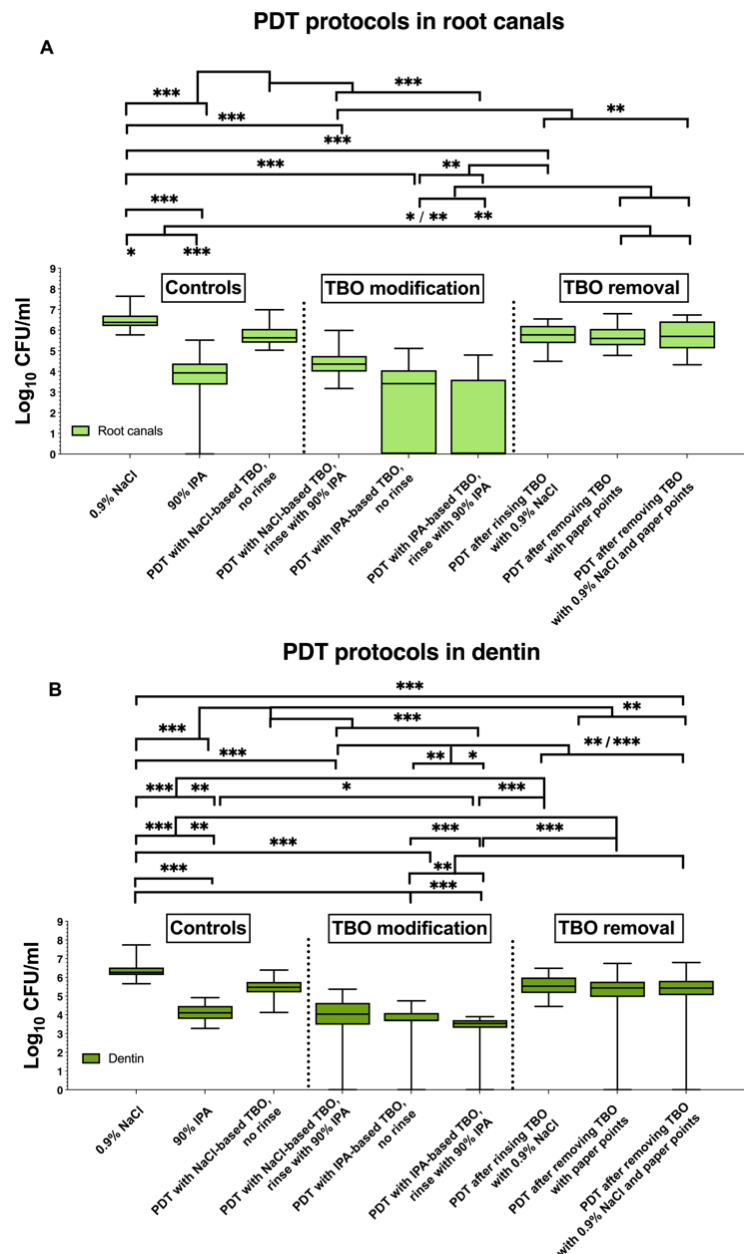 PDT protocols in root canals
A
***
***
**
***
***
***
**
***
* / **
**
*
***
Controls
TBO modification
TBO removal
9
8
7
6
5
4
3
2
1
0
Log10 CFU/ml
Root canals
0.9% NaCl
90% IPA
PDT with NaCl-based TBO,
no rinse
PDT with NaCl-based TBO,
rinse with 90% IPA
PDT with IPA-based TBO,
no rinse
PDT with IPA-based TBO,
rinse with 90% IPA
PDT after rinsing TBO
with 0.9% NaCl
PDT after removing TBO
with paper points
PDT after removing TBO
with 0.9% NaCl and paper points
PDT protocols in dentin
B
***
**
***
***
** / ***
***
** *
*** ** * ***
*** ** *** ***
***
**
*** ***
Controls
TBO modification
TBO removal
9
8
7
6
5
4
3
2
1
0
Log10 CFU/ml
Dentin
0.9% NaCl
90% IPA
PDT with NaCl-based TBO,
no rinse
PDT with NaCl-based TBO,
rinse with 90% IPA
PDT with IPA-based TBO,
no rinse
PDT with IPA-based TBO,
rinse with 90% IPA
PDT after rinsing TBO
with 0.9% NaCl
PDT after removing TBO
with paper points
PDT after removing TBO
with 0.9% NaCl and paper points